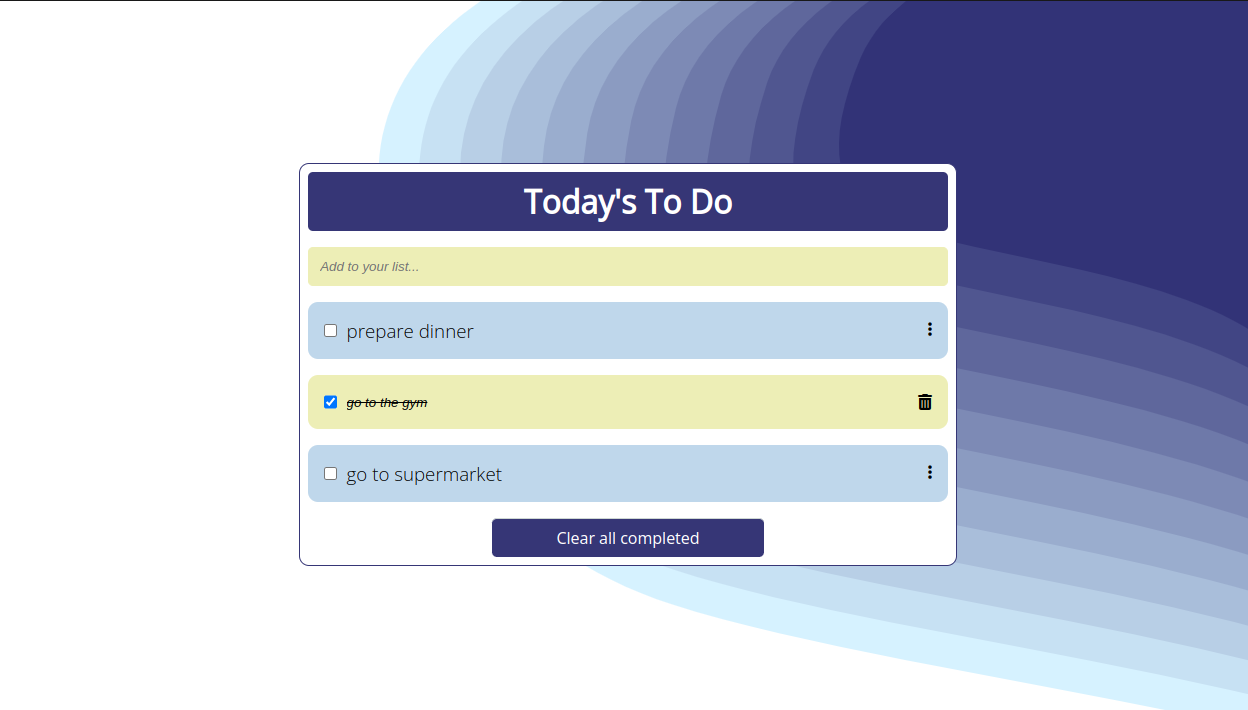 Today's To Do
Add to your list...
prepare dinner
go to the gym
go to supermarket
Clear all completed